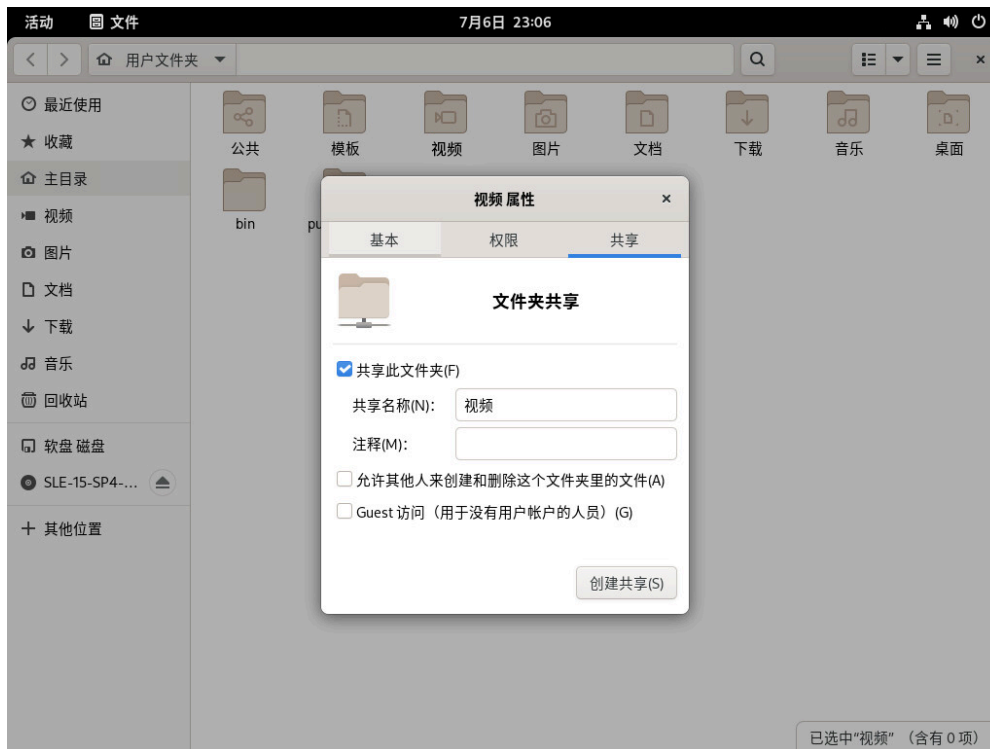 活动 文件 7月6日 23:06
用户文件夹
最近使用
收藏
主目录
视频
图片
文档
下载
音乐
回收站
软盘 磁盘
SLE-15-SP4-...
其他位置
公共 模板 视频 图片 文档 下载 音乐 桌面
bin pu
视频 属性
基本 权限 共享
文件夹共享
共享此文件夹(F)
共享名称(N): 视频
注释(M):
允许其他人来创建和删除这个文件夹里的文件(A)
Guest 访问（用于没有用户帐户的人员）(G)
创建共享(S)
已选中“视频” （含有 0 项）